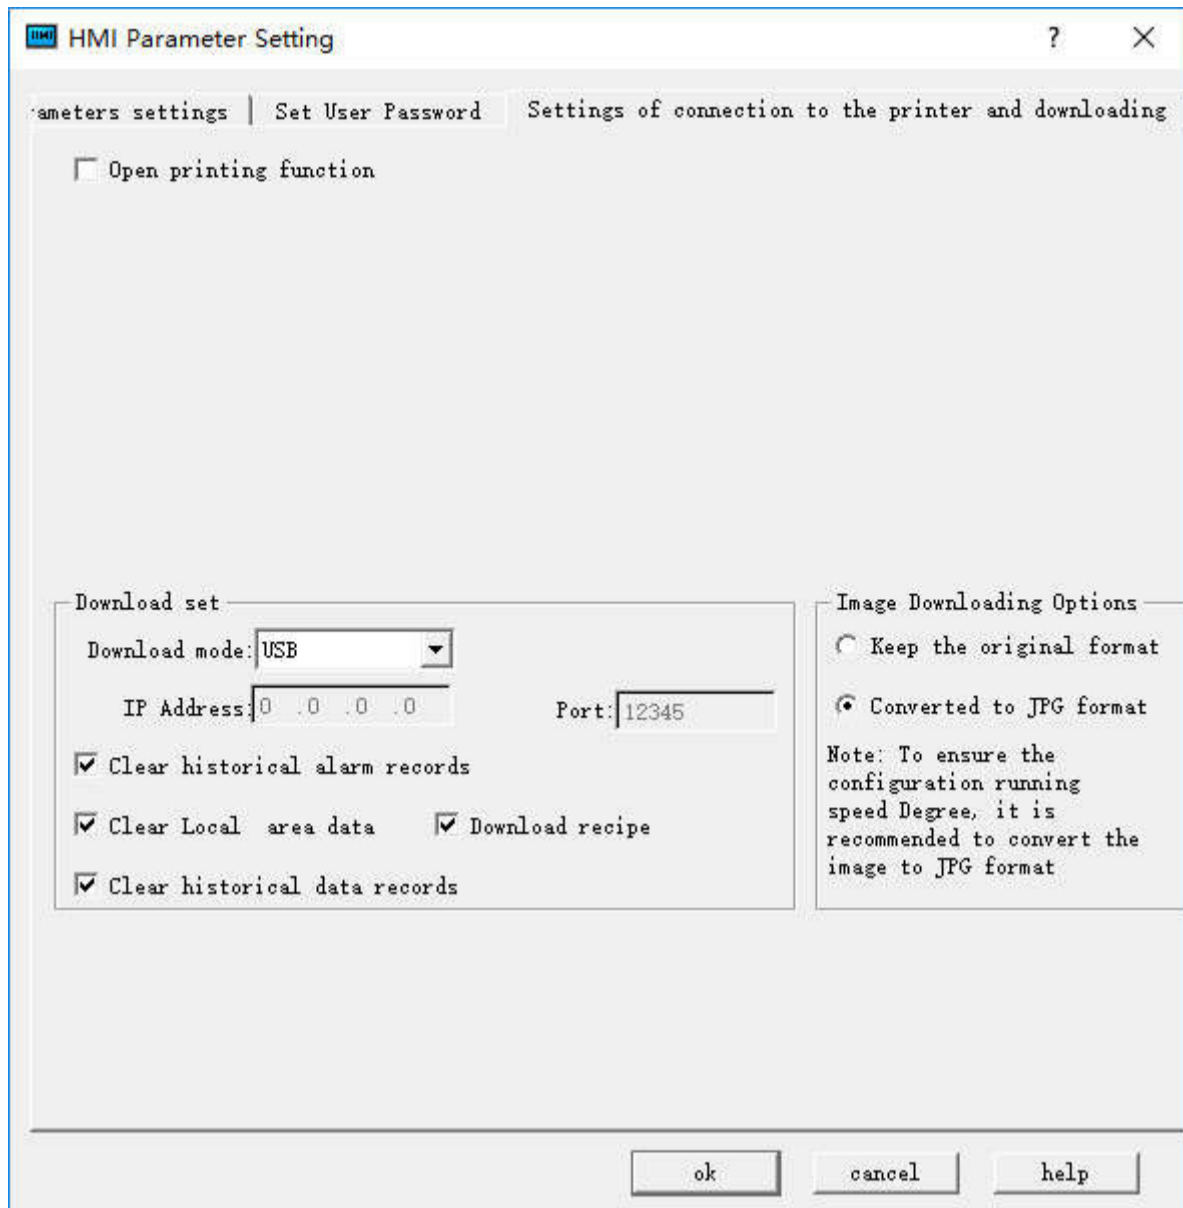 HMI
HMI Parameter Setting ? ×
ameters settings Set User Password Settings of connection to the printer and downloading
Open printing function
Download set
Image Downloading Options
Download mode: USB
Keep the original format
IP Address: 0 .0 .0 .0 Port: 12345
Converted to JPG format
Clear historical alarm records
Note: To ensure the
configuration running
speed Degree, it is
recommended to convert the
image to JPG format
Clear Local area data Download recipe
Clear historical data records
ok cancel help